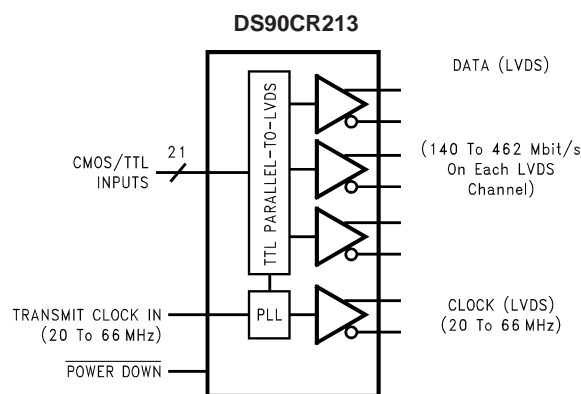 DS90CR213
DATA (LVDS)
21
CMOS/TTL
INPUTS
TTL PARALLEL-TO-LVDS
(140 To 462 Mbit/s
On Each LVDS
Channel)
TRANSMIT CLOCK IN
(20 To 66 MHz)
PLL
CLOCK (LVDS)
(20 To 66 MHz)
POWER DOWN